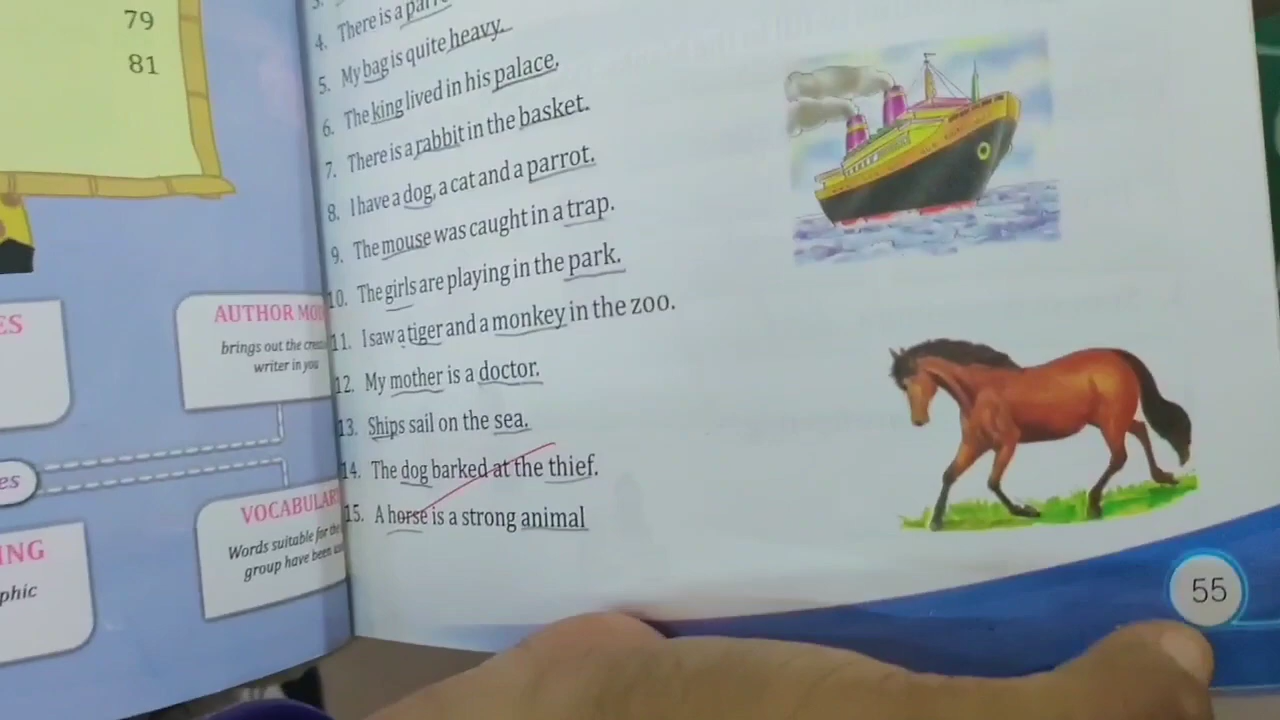 79
81
ES
AUTHOR
brings out the
writer in you
es
VOCABULAR
Words suitable for the
group have been
ING
phic
3.
4. There is a
5. My bag is quite heavy.
6. The king lived in his palace.
7. There is a rabbit in the basket.
8. I have a dog, a cat and a parrot.
9. The mouse was caught in a trap.
10. The girls are playing in the park.
11. I saw a tiger and a monkey in the zoo.
12. My mother is a doctor.
13. Ships sail on the sea.
14. The dog barked at the thief.
15. A horse is a strong animal
55